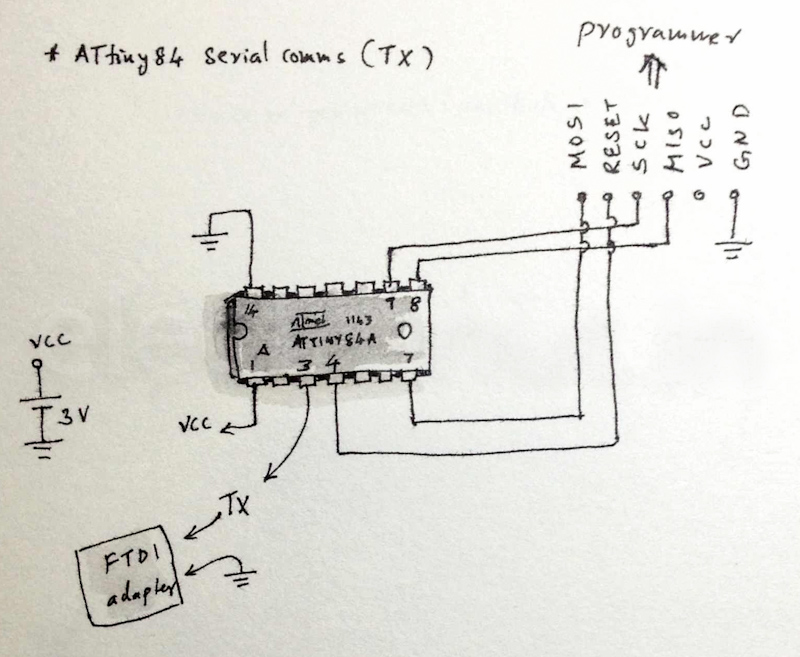 programmer
* ATtiny84 Serial comms (TX)
MOSI
RESET
SCK
MISO
VCC
GND
14
9
8
Atmel 1143
ATTINY84A
A
1
3
4
7
VCC
3V
VCC
TX
FTDI
adapter